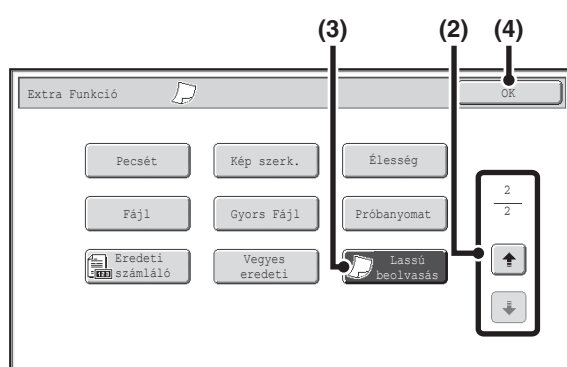 (3) (2) (4)
Extra Funkció OK
Pecsét Kép szerk. Élesség
2
Fájl Gyors Fájl Próbanyomat 2
Eredeti számláló Vegyes eredeti Lassú beolvasás
123